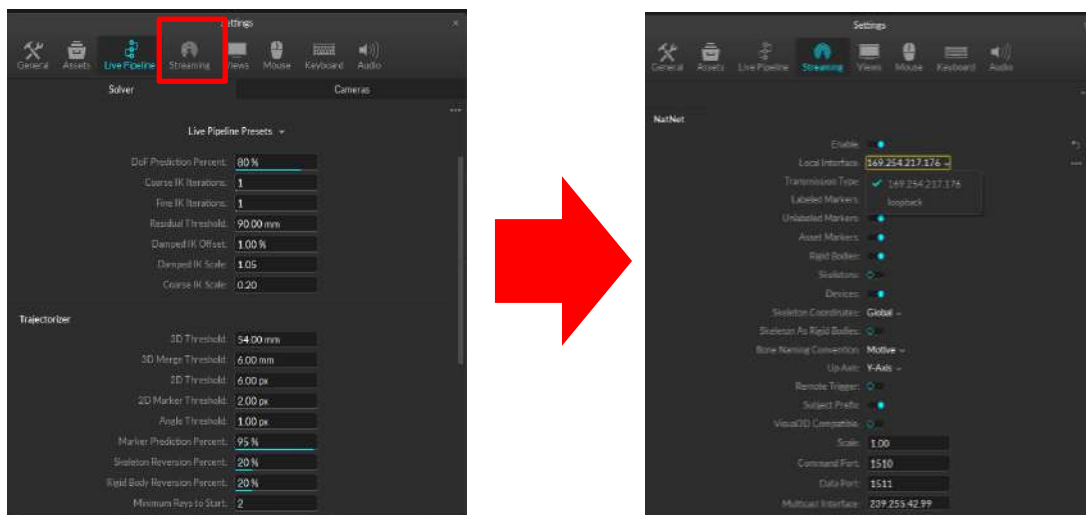 Settings
General Assets Live Pipeline Streaming Views Mouse Keyboard Audio
Solver Cameras
Live Pipeline Presets
DoF Prediction Percent: 80 %
Coarse IK Iterations: 1
Fine IK Iterations: 1
Residual Threshold: 90.00 mm
Damped IK Offset: 1.00 %
Damped IK Scale: 1.05
Coarse IK Scale: 0.20
Trajectorizer
3D Threshold: 54.00 mm
3D Merge Threshold: 6.00 mm
2D Threshold: 6.00 px
2D Marker Threshold: 2.00 px
Angle Threshold: 1.00 px
Marker Prediction Percent: 95 %
Skeleton Reversion Percent: 20 %
Rigid Body Reversion Percent: 20 %
Minimum Rays to Start: 2
Settings
General Assets Live Pipeline Streaming Views Mouse Keyboard Audio
NatNet
Enable:
Local Interface: 169.254.217.176
Transmission Type: 169.254.217.176
Labeled Markers: loopback
Unlabeled Markers:
Asset Markers:
Rigid Bodies:
Skeletons:
Devices:
Skeleton Coordinates: Global
Skeleton As Rigid Bodies:
Bone Naming Convention: Motive
Up Axis: Y-Axis
Remote Trigger:
Subject Prefix:
Visual3D Compatible:
Scale: 1.00
Command Port: 1510
Data Port: 1511
Multicast Interface: 239.255.42.99